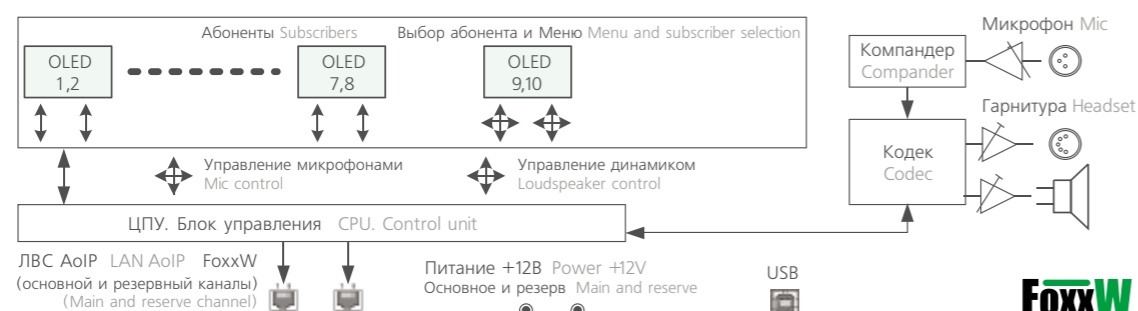 Абоненты Subscribers
Выбор абонента и Меню Menu and subscriber selection
OLED
1,2
OLED
7,8
OLED
9,10
Микрофон Mic
Компандер
Compander
Гарнитура Headset
Кодек
Codec
Управление микрофонами
Mic control
Управление динамиком
Loudspeaker control
ЦПУ. Блок управления CPU. Control unit
ЛВС AoIP LAN AoIP FoxxW
(основной и резервный каналы)
(Main and reserve channel)
Питание +12В Power +12V
Основное и резерв Main and reserve
USB
FoxxW